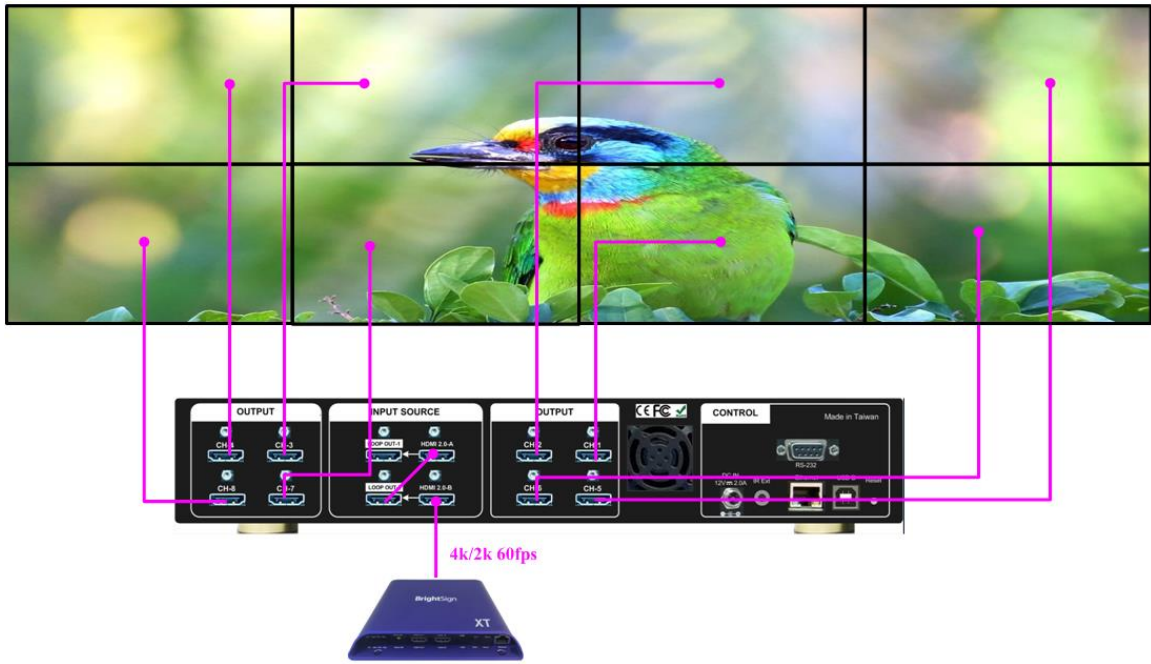 OUTPUT
INPUT SOURCE
OUTPUT
CE FC
CONTROL
Made in Taiwan
CH-4
CH-3
LOOP OUT-1
HDMI 2.0-A
CH-2
CH-1
RS-232
CH-8
CH-7
LOOP OUT-
HDMI 2.0-B
CH-5
DC IN
12V 2.0A
IR Ext
Reset
4k/2k 60fps
BrightSign
XT